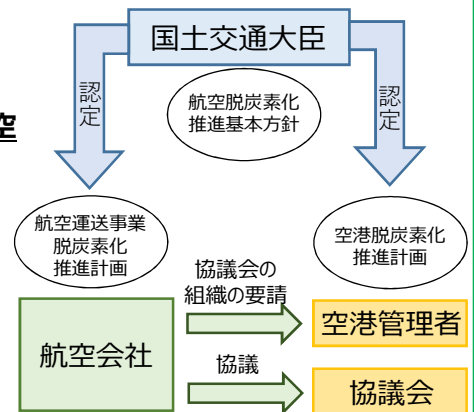 国土交通大臣
認定
航空脱炭素化
推進基本方針
認定
空
航空運送事業
脱炭素化
推進計画
空港脱炭素化
推進計画
協議会の
組織の要請
航空会社
空港管理者
協議
協議会